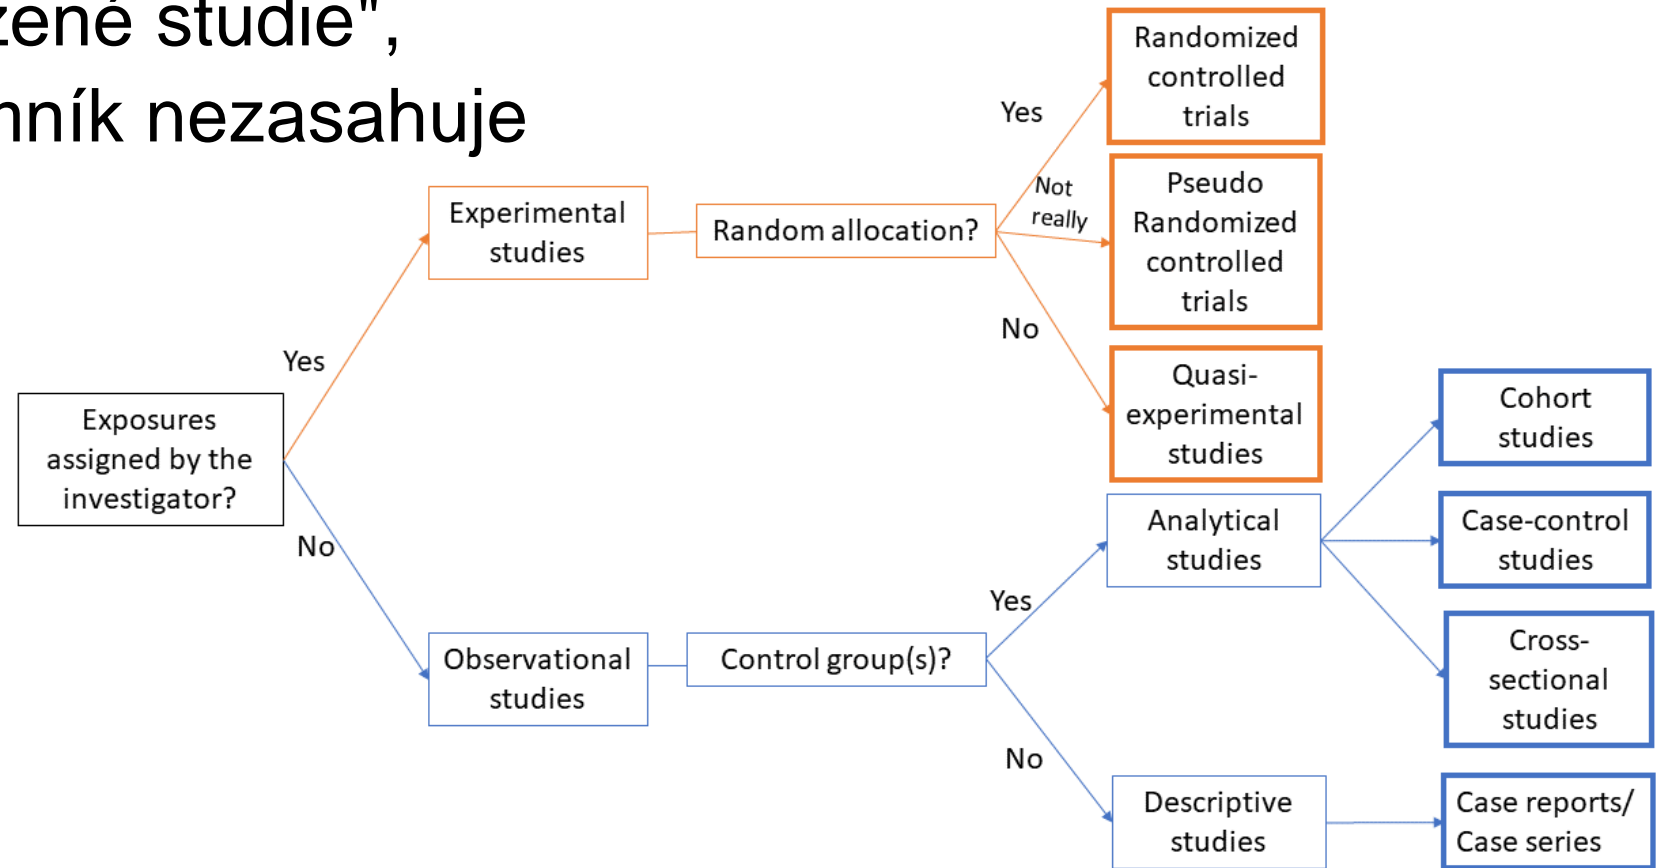 zené studie",
mník nezasahuje
Randomized
controlled
trials
Yes
Not
really
Pseudo
Randomized
controlled
trials
Experimental
studies
Random allocation?
No
Quasi-
experimental
studies
Yes
Exposures
assigned by the
investigator?
No
Cohort
studies
Analytical
studies
Case-control
studies
Yes
Observational
studies
Control group(s)?
Cross-
sectional
studies
No
Descriptive
studies
Case reports/
Case series